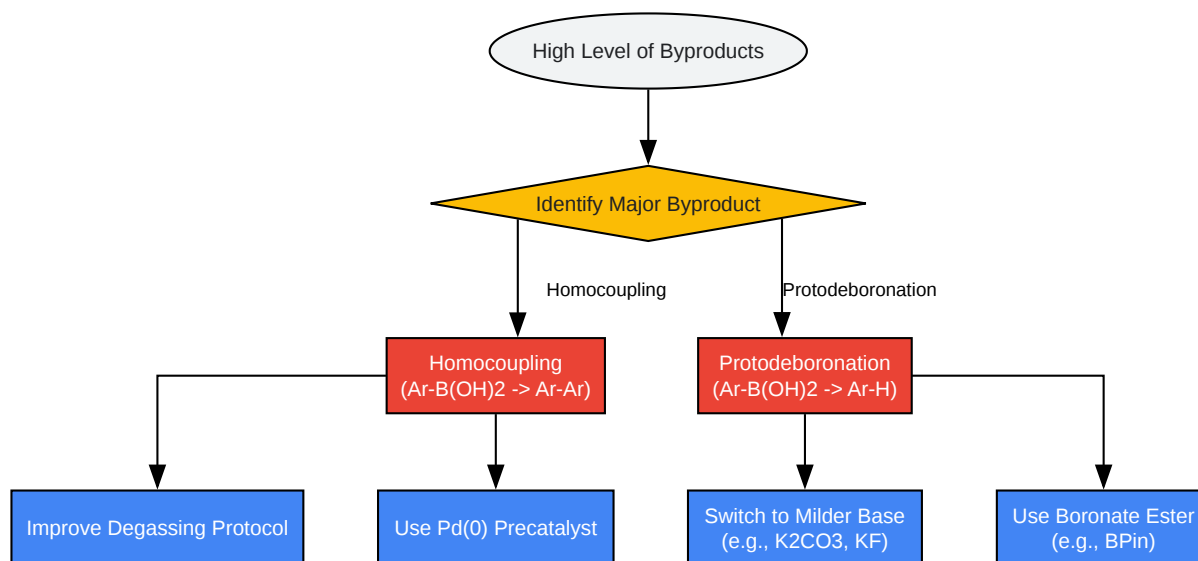 High Level of Byproducts
Identify Major Byproduct
Homocoupling
Protodeboronation
Homocoupling
(Ar-B(OH)2 -> Ar-Ar)
Protodeboronation
(Ar-B(OH)2 -> Ar-H)
Improve Degassing Protocol
Use Pd(0) Precatalyst
Switch to Milder Base
(e.g., K2CO3, KF)
Use Boronate Ester
(e.g., BPin)